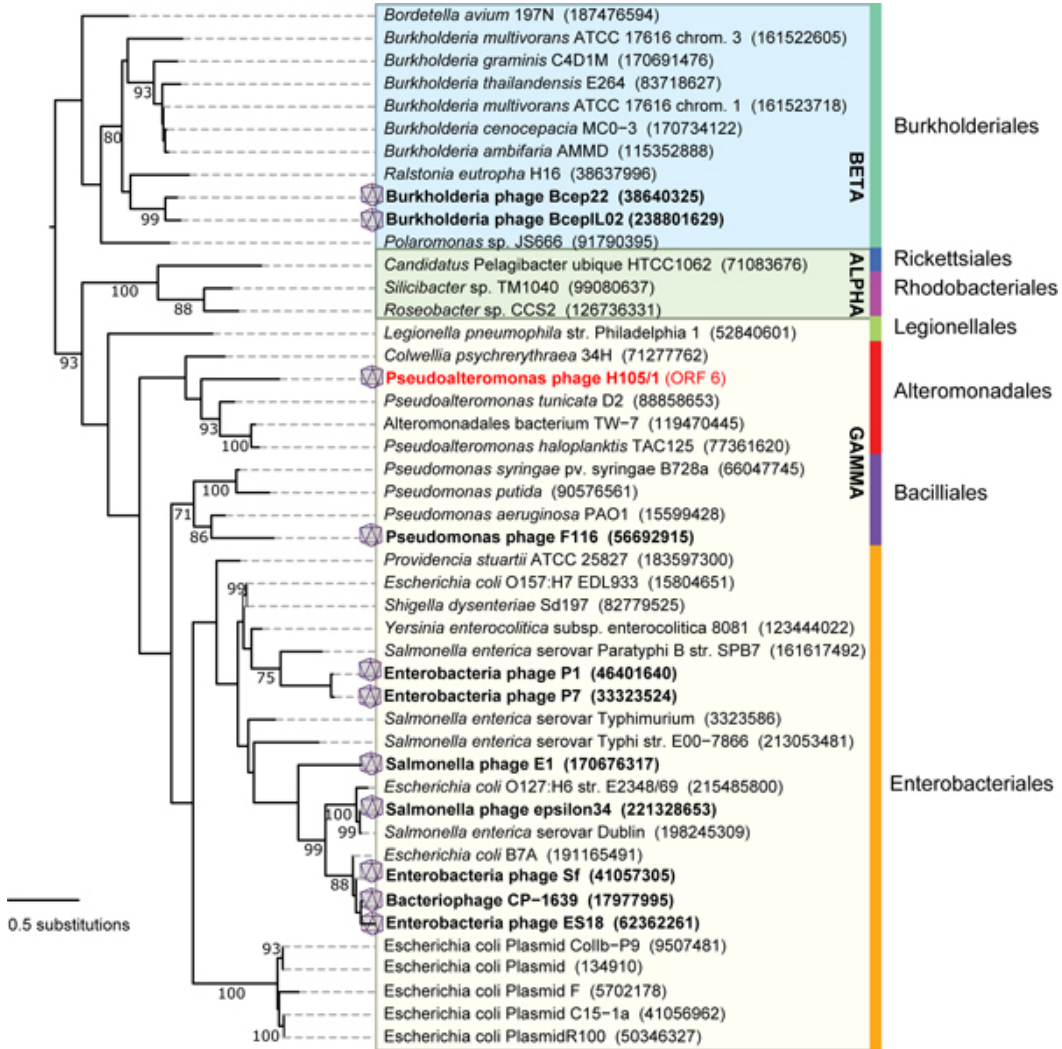 Bordetella avium 197N (187476594)
Burkholderia multivorans ATCC 17616 chrom. 3 (161522605)
Burkholderia graminis C4D1M (170691476)
93
Burkholderia thailandensis E264 (83718627)
Burkholderia multivorans ATCC 17616 chrom. 1 (161523718)
Burkholderiales
80
Burkholderia cenocepacia MC0−3 (170734122)
Burkholderia ambifaria AMMD (115352888)
BETA
Ralstonia eutropha H16 (38637996)
Burkholderia phage Bcep22 (38640325)
99
Burkholderia phage BcepIL02 (238801629)
Polaromonas sp. JS666 (91790395)
ALPHA
Candidatus Pelagibacter ubique HTCC1062 (71083676)
Rickettsiales
100
Silicibacter sp. TM1040 (99080637)
Rhodobacteriales
88
Roseobacter sp. CCS2 (126736331)
Legionella pneumophila str. Philadelphia 1 (52840601)
Legionellales
93
Colwellia psychrerythraea 34H (71277762)
Pseudoalteromonas phage H105/1 (ORF 6)
Alteromonadales
Pseudoalteromonas tunicata D2 (88858653)
93
Alteromonadales bacterium TW−7 (119470445)
100
Pseudoalteromonas haloplanktis TAC125 (77361620)
GAMMA
Pseudomonas syringae pv. syringae B728a (66047745)
100
Pseudomonas putida (90576561)
Bacilliales
71
Pseudomonas aeruginosa PAO1 (15599428)
86
Pseudomonas phage F116 (56692915)
Providencia stuartii ATCC 25827 (183597300)
99
Escherichia coli O157:H7 EDL933 (15804651)
Shigella dysenteriae Sd197 (82779525)
Yersinia enterocolitica subsp. enterocolitica 8081 (123444022)
Salmonella enterica serovar Paratyphi B str. SPB7 (161617492)
75
Enterobacteria phage P1 (46401640)
Enterobacteria phage P7 (33323524)
Salmonella enterica serovar Typhimurium (3323586)
Salmonella enterica serovar Typhi str. E00−7866 (213053481)
Salmonella phage E1 (170676317)
Enterobacteriales
Escherichia coli O127:H6 str. E2348/69 (215485800)
100
Salmonella phage epsilon34 (221328653)
99
Salmonella enterica serovar Dublin (198245309)
99
Escherichia coli B7A (191165491)
88
Enterobacteria phage Sf (41057305)
Bacteriophage CP−1639 (17977995)
Enterobacteria phage ES18 (62362261)
0.5 substitutions
93
Escherichia coli Plasmid ColIb−P9 (9507481)
Escherichia coli Plasmid (134910)
100
Escherichia coli Plasmid F (5702178)
Escherichia coli Plasmid C15−1a (41056962)
100
Escherichia coli PlasmidR100 (50346327)